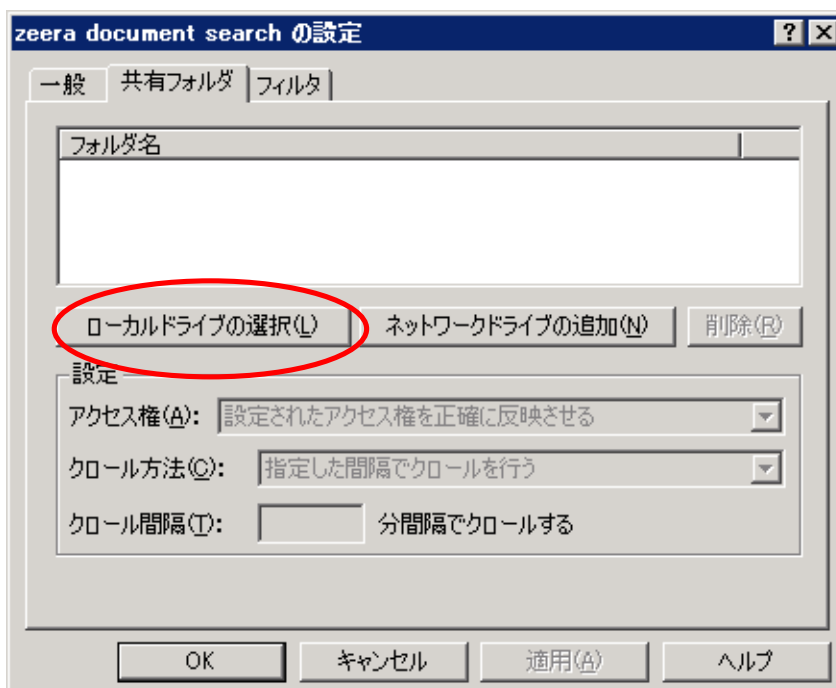 zeera document search の設定
一般 共有フォルダ フィルタ
フォルダ名
ローカルドライブの選択(L) ネットワークドライブの追加(N) 削除(R)
設定
アクセス権(A): 設定されたアクセス権を正確に反映させる
クロール方法(C): 指定した間隔でクロールを行う
クロール間隔(T): 分間隔でクロールする
OK キャンセル 適用(A) ヘルプ